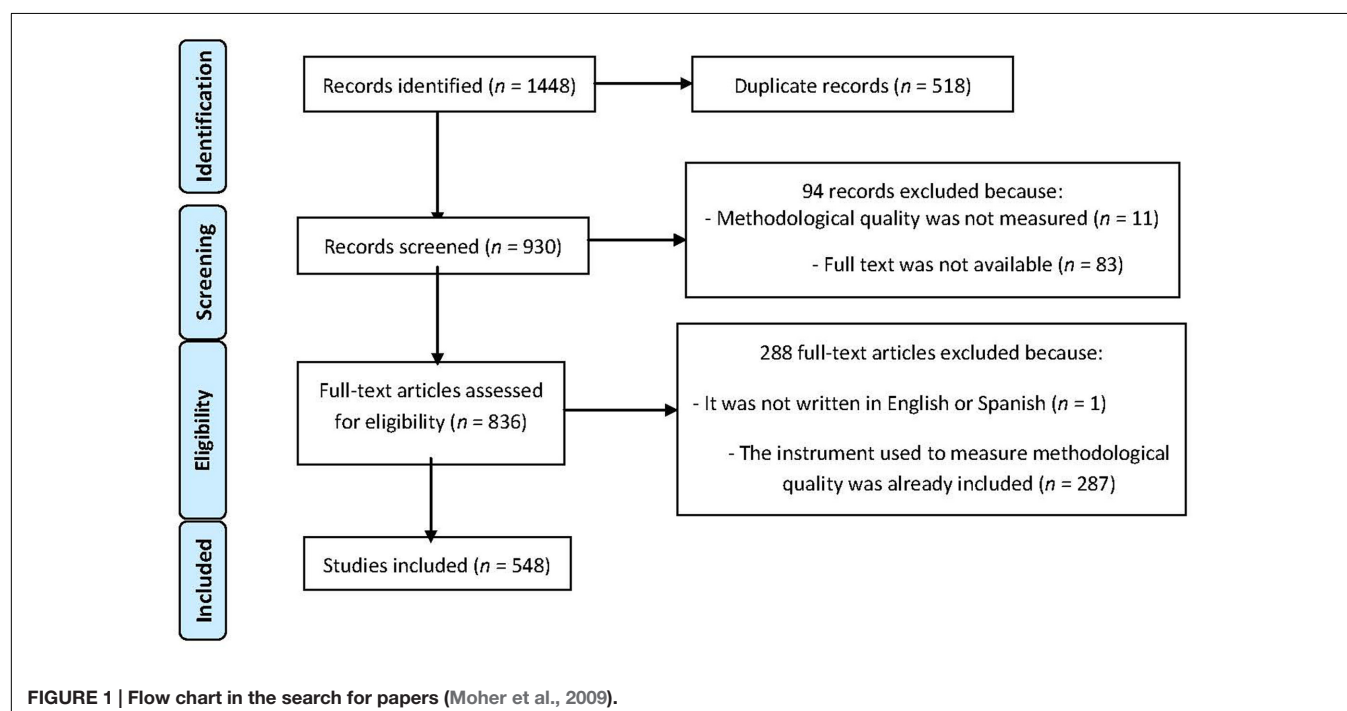 Identification
Records identified (n = 1448)
Duplicate records (n = 518)
Screening
Records screened (n = 930)
94 records excluded because:
- Methodological quality was not measured (n = 11)
- Full text was not available (n = 83)
Eligibility
Full-text articles assessed
for eligibility (n = 836)
288 full-text articles excluded because:
- It was not written in English or Spanish (n = 1)
- The instrument used to measure methodological
quality was already included (n = 287)
Included
Studies included (n = 548)
FIGURE 1 | Flow chart in the search for papers (Moher et al., 2009).